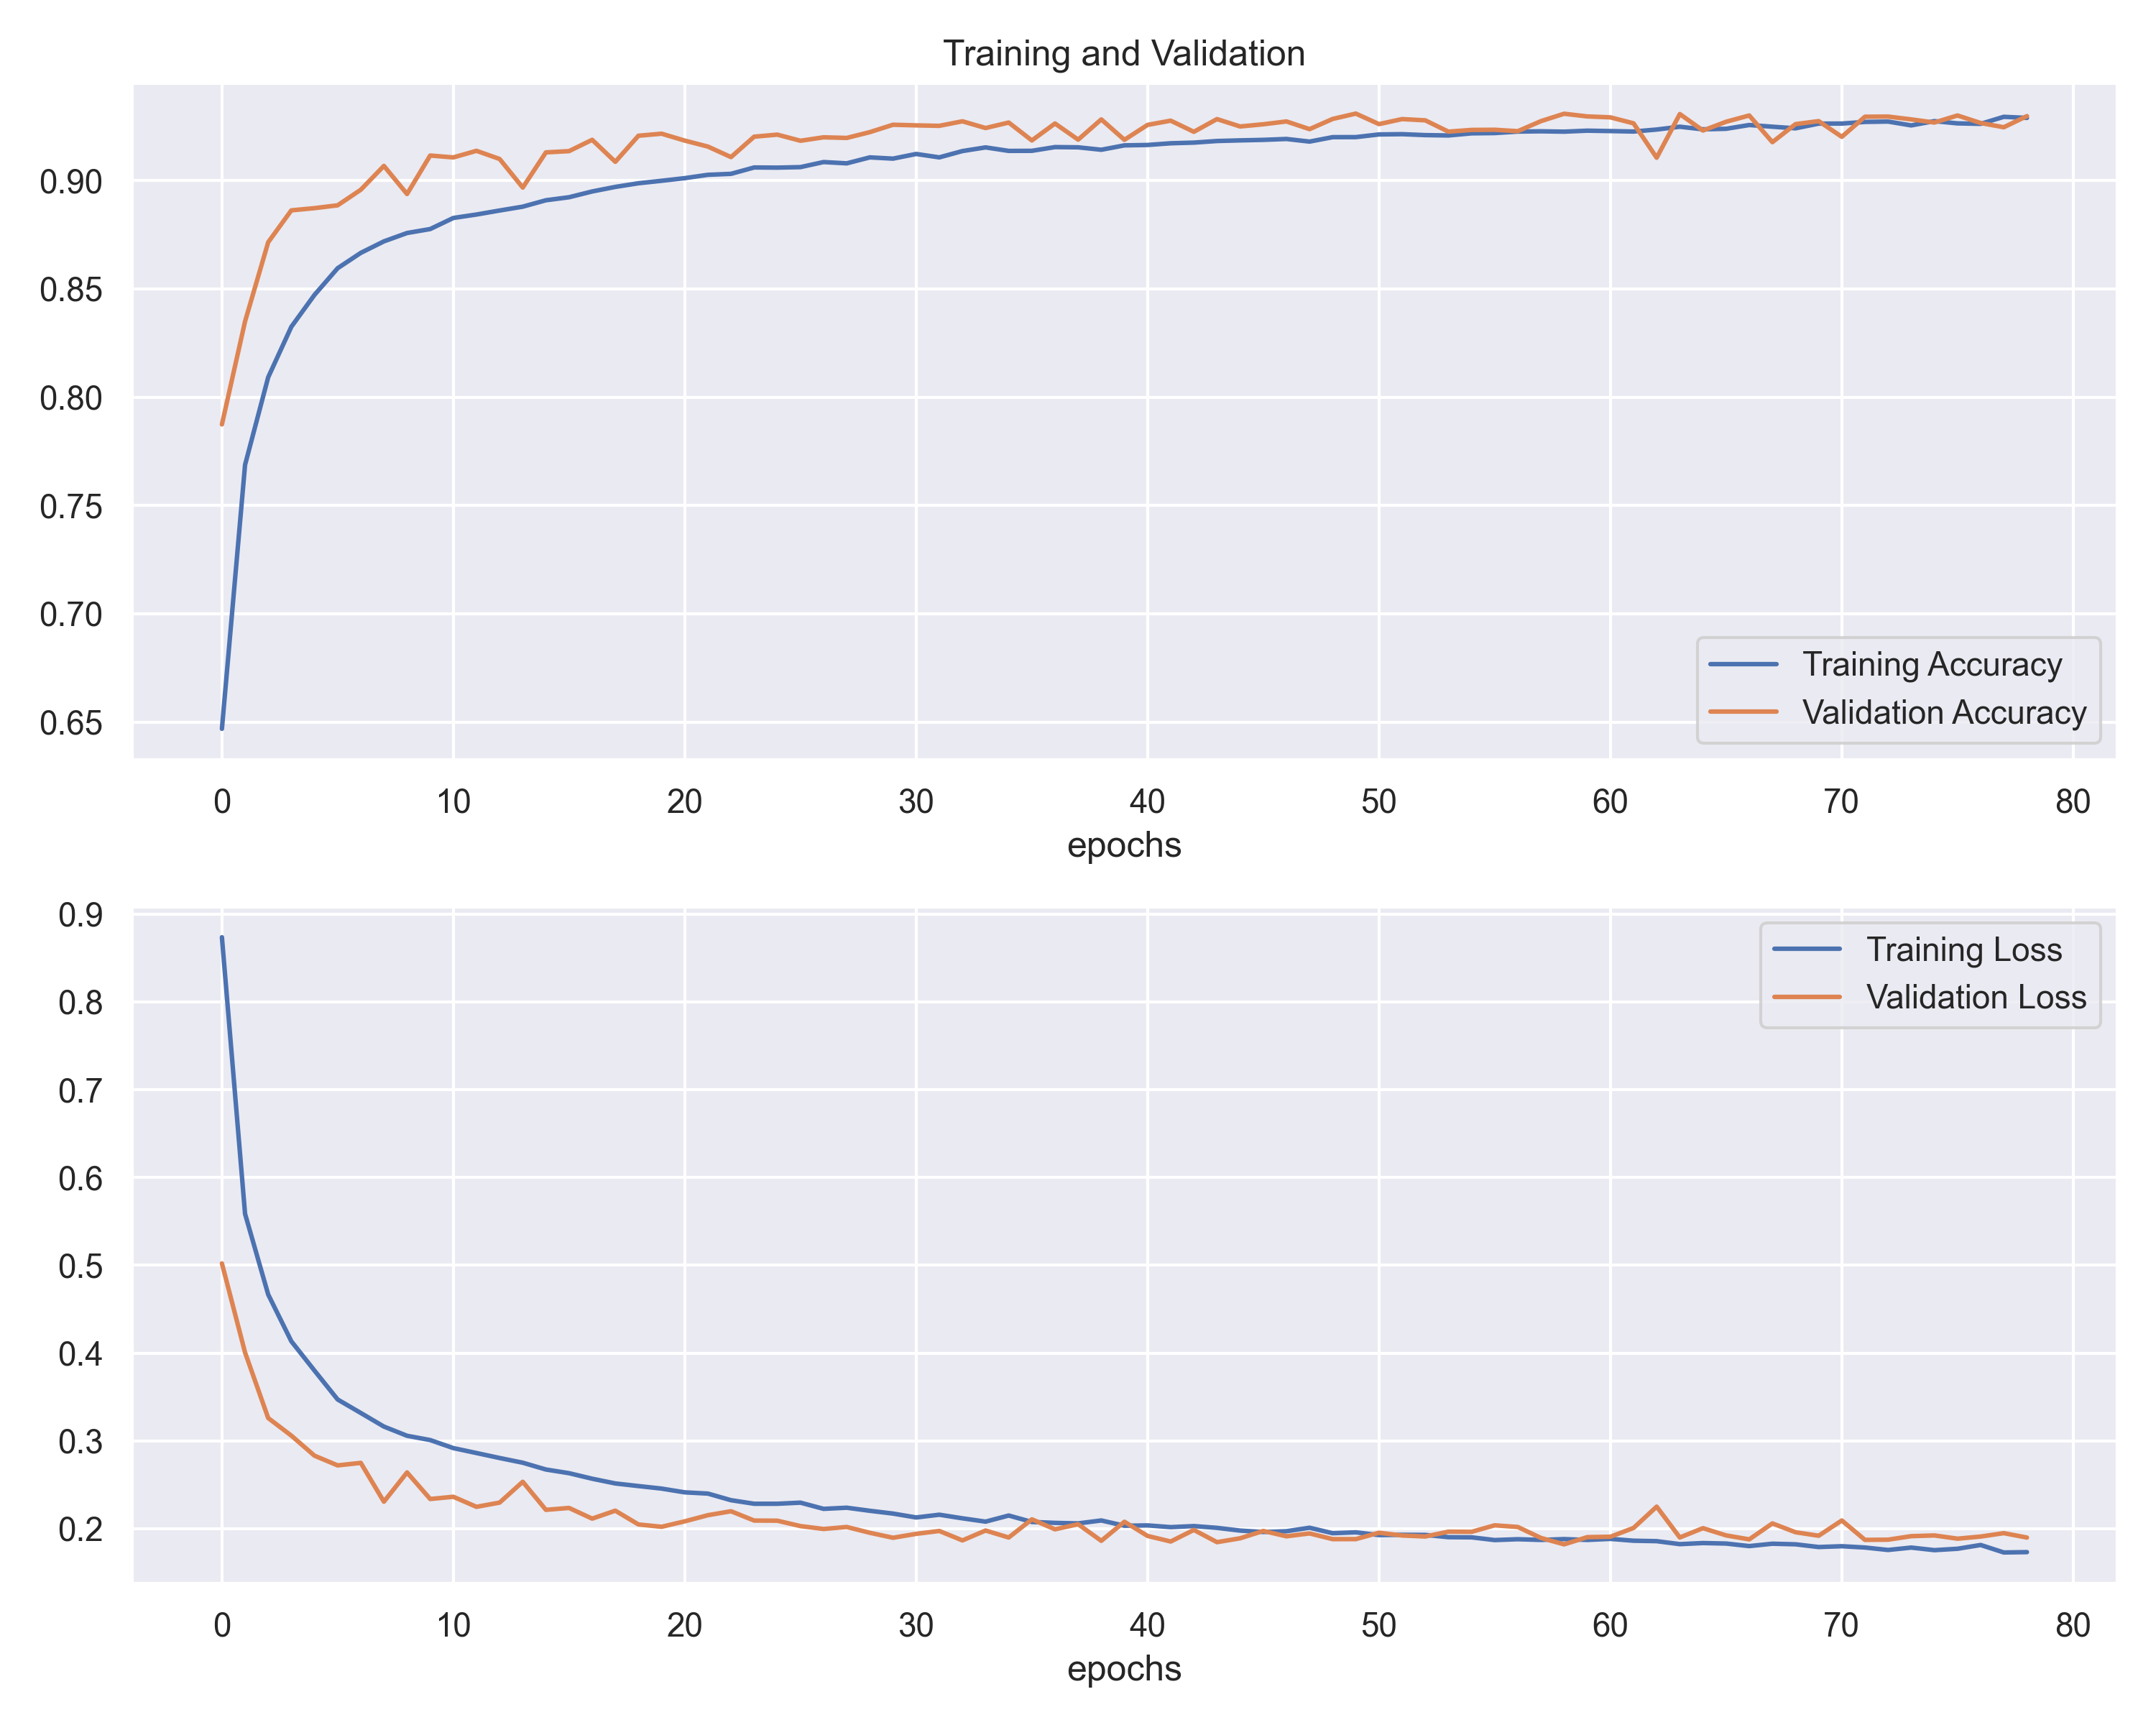 Training and Validation
0.90
0.85
0.80
0.75
0.70
0.65
Training Accuracy
Validation Accuracy
0 10 20 30 40 50 60 70 80
epochs
0.9
0.8
0.7
0.6
0.5
0.4
0.3
0.2
Training Loss
Validation Loss
0 10 20 30 40 50 60 70 80
epochs